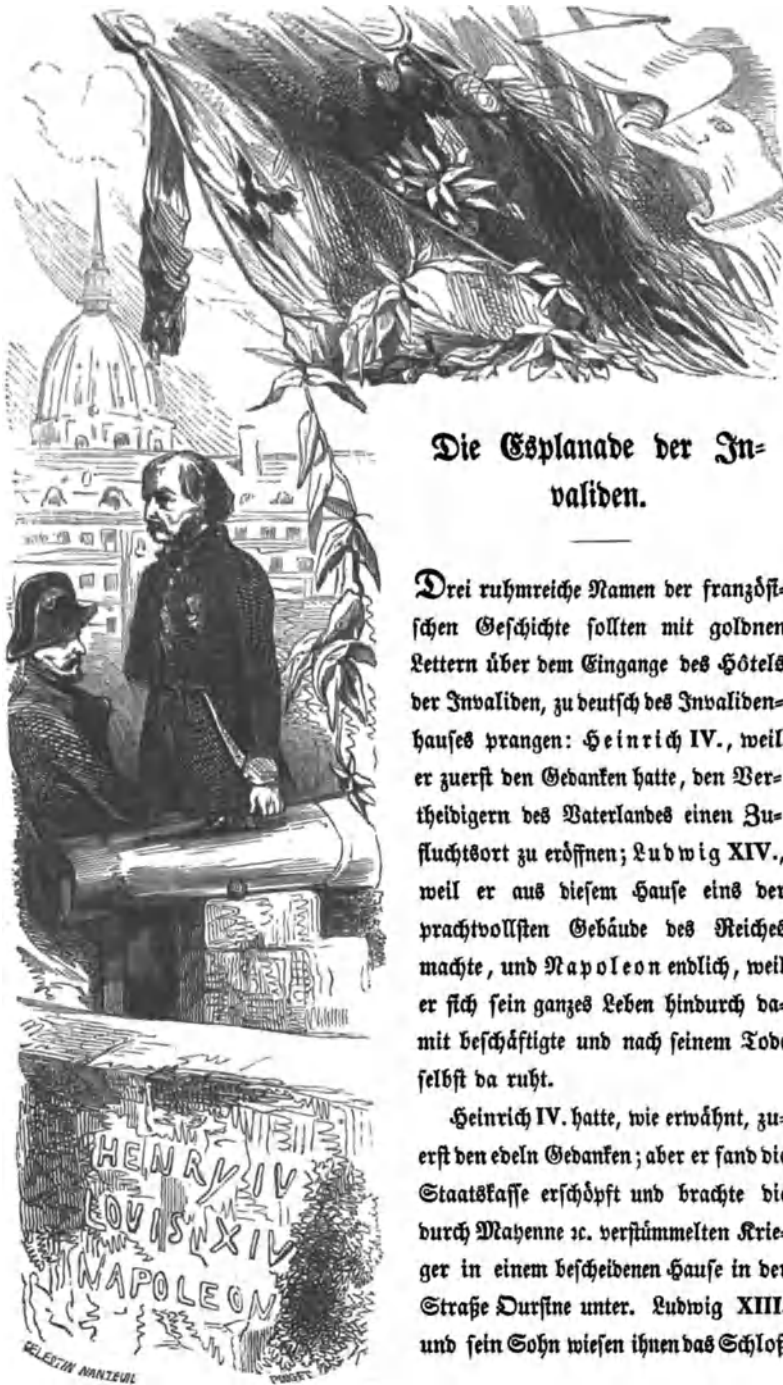 Die Esplanade der In-
validen.
Drei ruhmreiche Namen der französi-
schen Geschichte sollten mit goldnen
Lettern über dem Eingange des Hôtels
der Invaliden, zu deutsch des Invaliden-
hauses prangen: Heinrich IV., weil
er zuerst den Gedanken hatte, den Ver-
theidigern des Vaterlandes einen Zu-
fluchtsort zu eröffnen; Ludwig XIV.,
weil er aus diesem Hause eins der
prachtvollsten Gebäude des Reiches
machte, und Napoleon endlich, weil
er sich sein ganzes Leben hindurch da-
mit beschäftigte und nach seinem Tode
selbst da ruht.
Heinrich IV. hatte, wie erwähnt, zu-
erst den edeln Gedanken; aber er fand die
Staatskasse erschöpft und brachte die
durch Mayenne ꝛc. verstümmelten Krie-
ger in einem bescheidenen Hause in der
Straße Oursine unter. Ludwig XIII.
und sein Sohn wiesen ihnen das Schloß
HENRY IV
LOUIS XIV
NAPOLEON
CELESTIN NANTEUIL